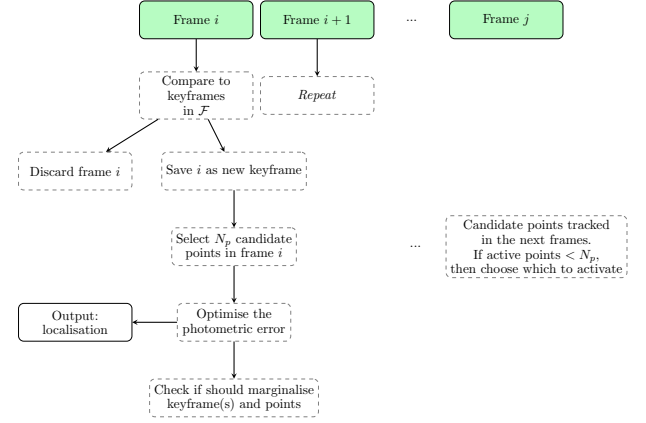 Frame i
Frame i + 1
...
Frame j
Compare to
keyframes
in ℱ
Repeat
Discard frame i
Save i as new keyframe
Select Nₚ candidate
points in frame i
...
Candidate points tracked
in the next frames.
If active points < Nₚ,
then choose which to activate
Output:
localisation
Optimise the
photometric error
Check if should marginalise
keyframe(s) and points